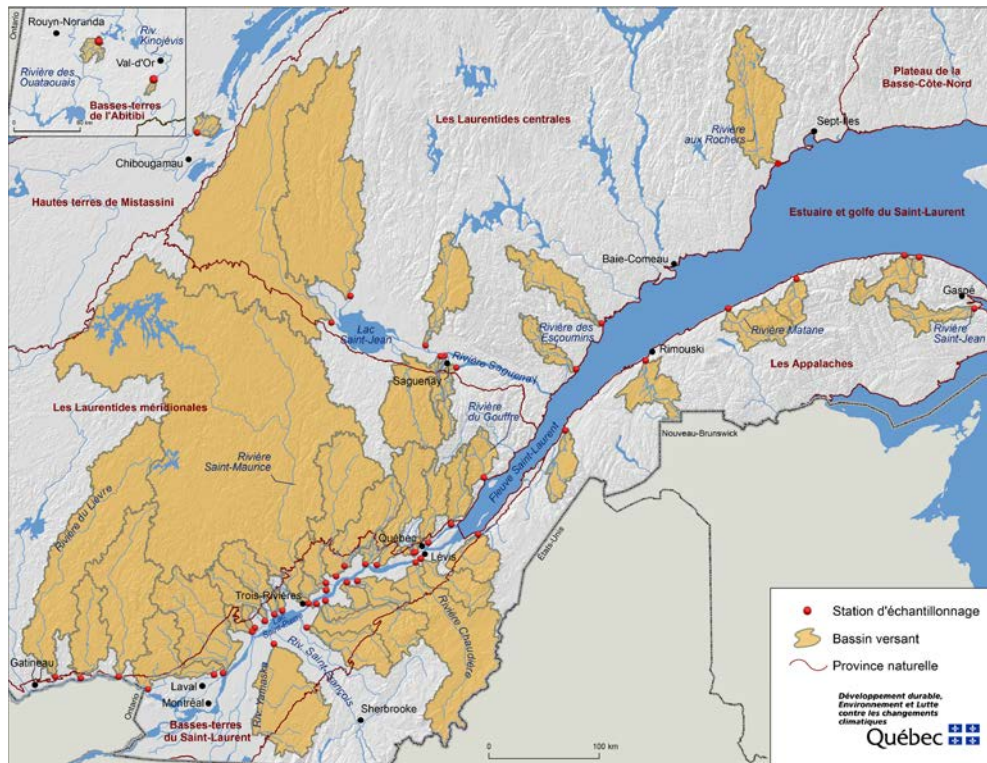 Ontario
Rouyn-Noranda
Riv.
Kinojévis
Val-d'Or
Rivière des
Outaouais
Basses-terres
de l'Abitibi
0
Chibougamau
Hautes terres de Mistassini
Les Laurentides centrales
Rivière
aux Rochers
Sept-Iles
Plateau de la
Basse-Côte-Nord
Estuaire et golfe du Saint-Laurent
Baie-Comeau
Gaspé
Rivière
Saint-Jean
Rivière Matane
Les Appalaches
Rimouski
Rivière des
Escoumins
Lac
Saint-Jean
Rivière Saguenay
Saguenay
Rivière
du Gouffre
Les Laurentides méridionales
Rivière
Saint-Maurice
Rivière du Lièvre
Fleuve Saint-Laurent
Nouveau-Brunswick
États-Unis
Québec
Lévis
Trois-Rivières
Lac
Saint-Pierre
Rivière Chaudière
Riv. Saint-François
Riv. Yamaska
Gatineau
Laval
Montréal
Ontario
Sherbrooke
Basses-terres
du Saint-Laurent
0 100 km
Station d'échantillonnage
Bassin versant
Province naturelle
Développement durable,
Environnement et Lutte
contre les changements
climatiques
Québec